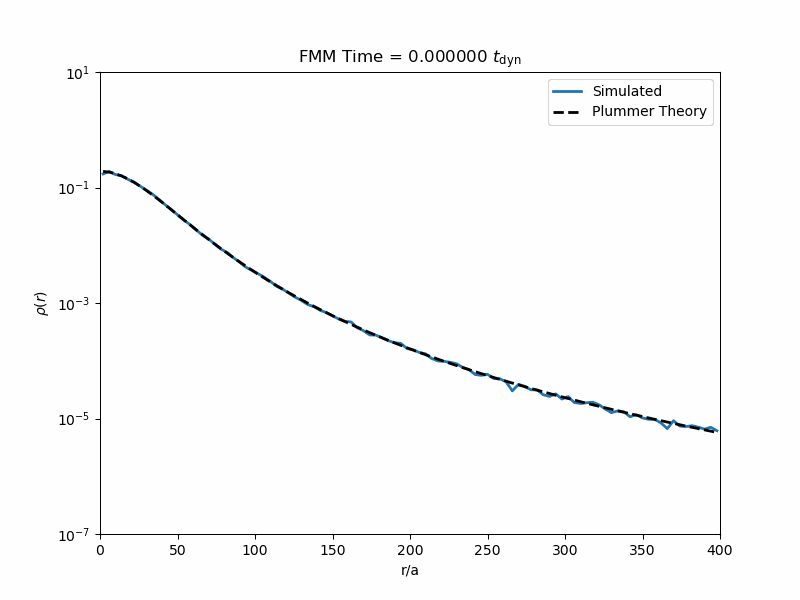 FMM Time = 0.000000 t_dyn
Simulated
Plummer Theory
10^1
10^-1
10^-3
10^-5
10^-7
ρ(r)
0 50 100 150 200 250 300 350 400
r/a